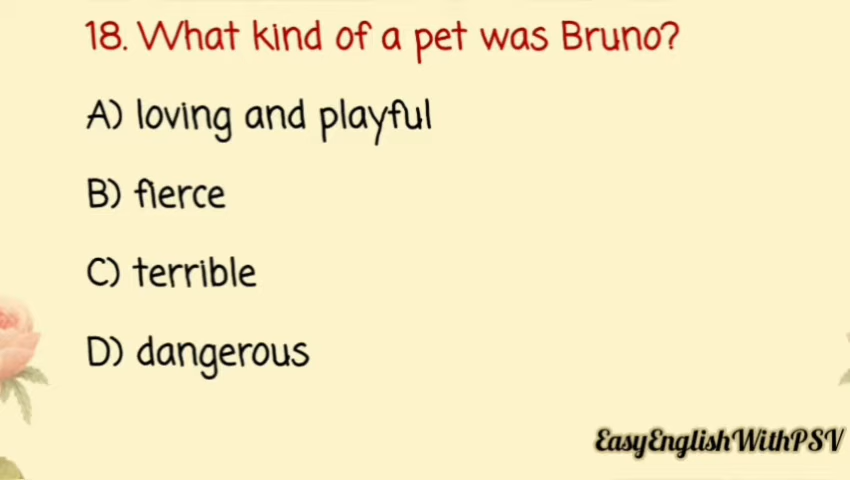 18. What kind of a pet was Bruno?
A) loving and playful
B) fierce
C) terrible
D) dangerous
EasyEnglishWithPSV